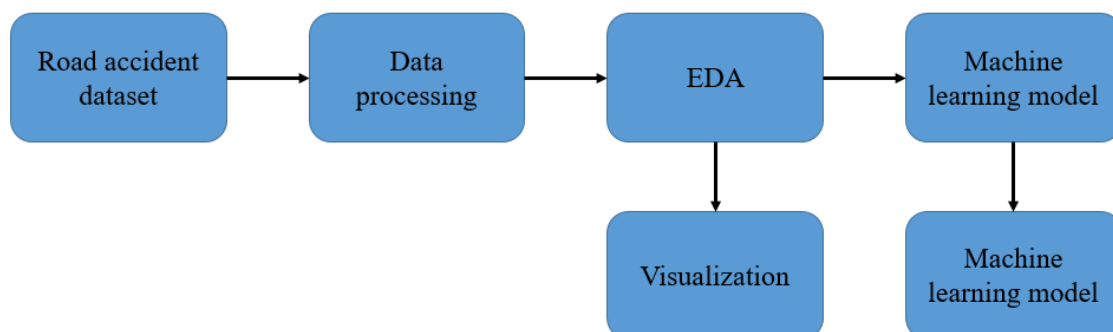 Road accident
dataset
Data
processing
EDA
Machine
learning model
Visualization
Machine
learning model